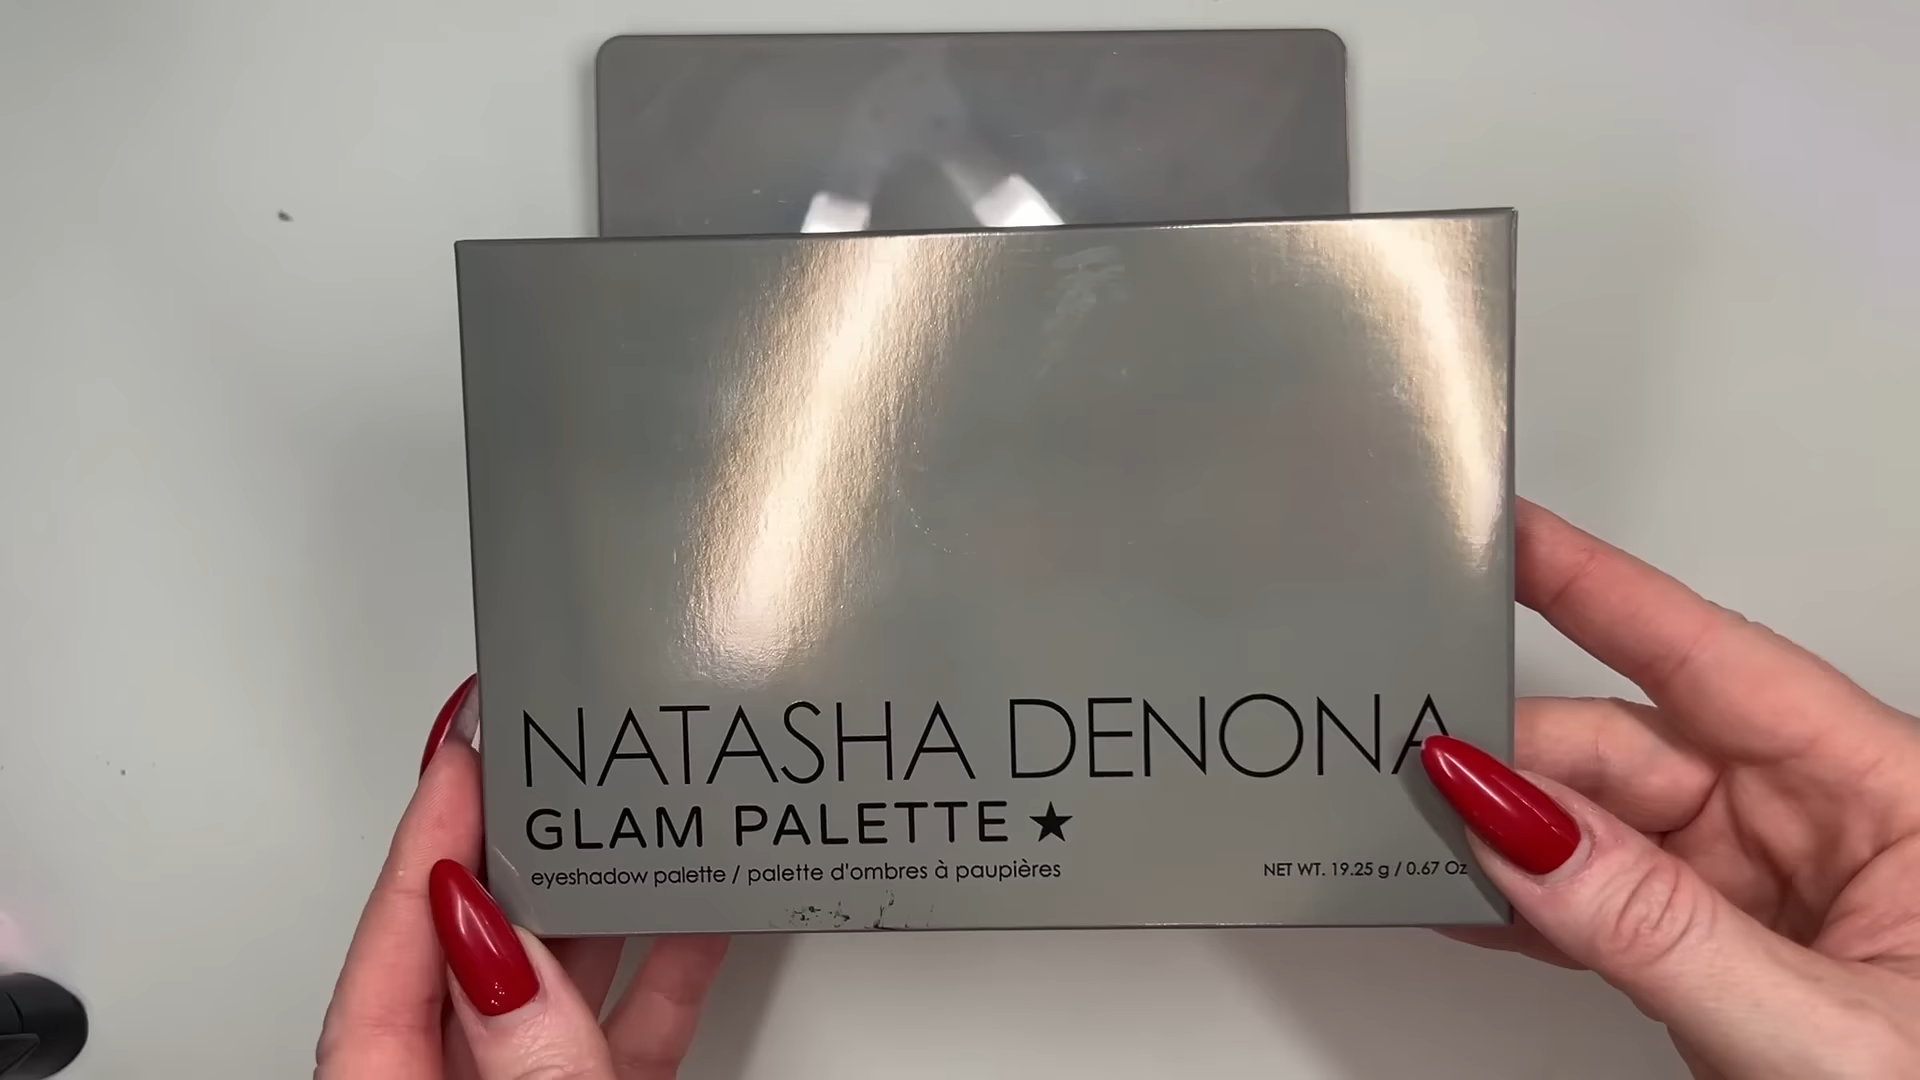 NATASHA DENONA
GLAM PALETTE ★
eyeshadow palette / palette d'ombres à paupières
NET WT. 19.25 g / 0.67 Oz